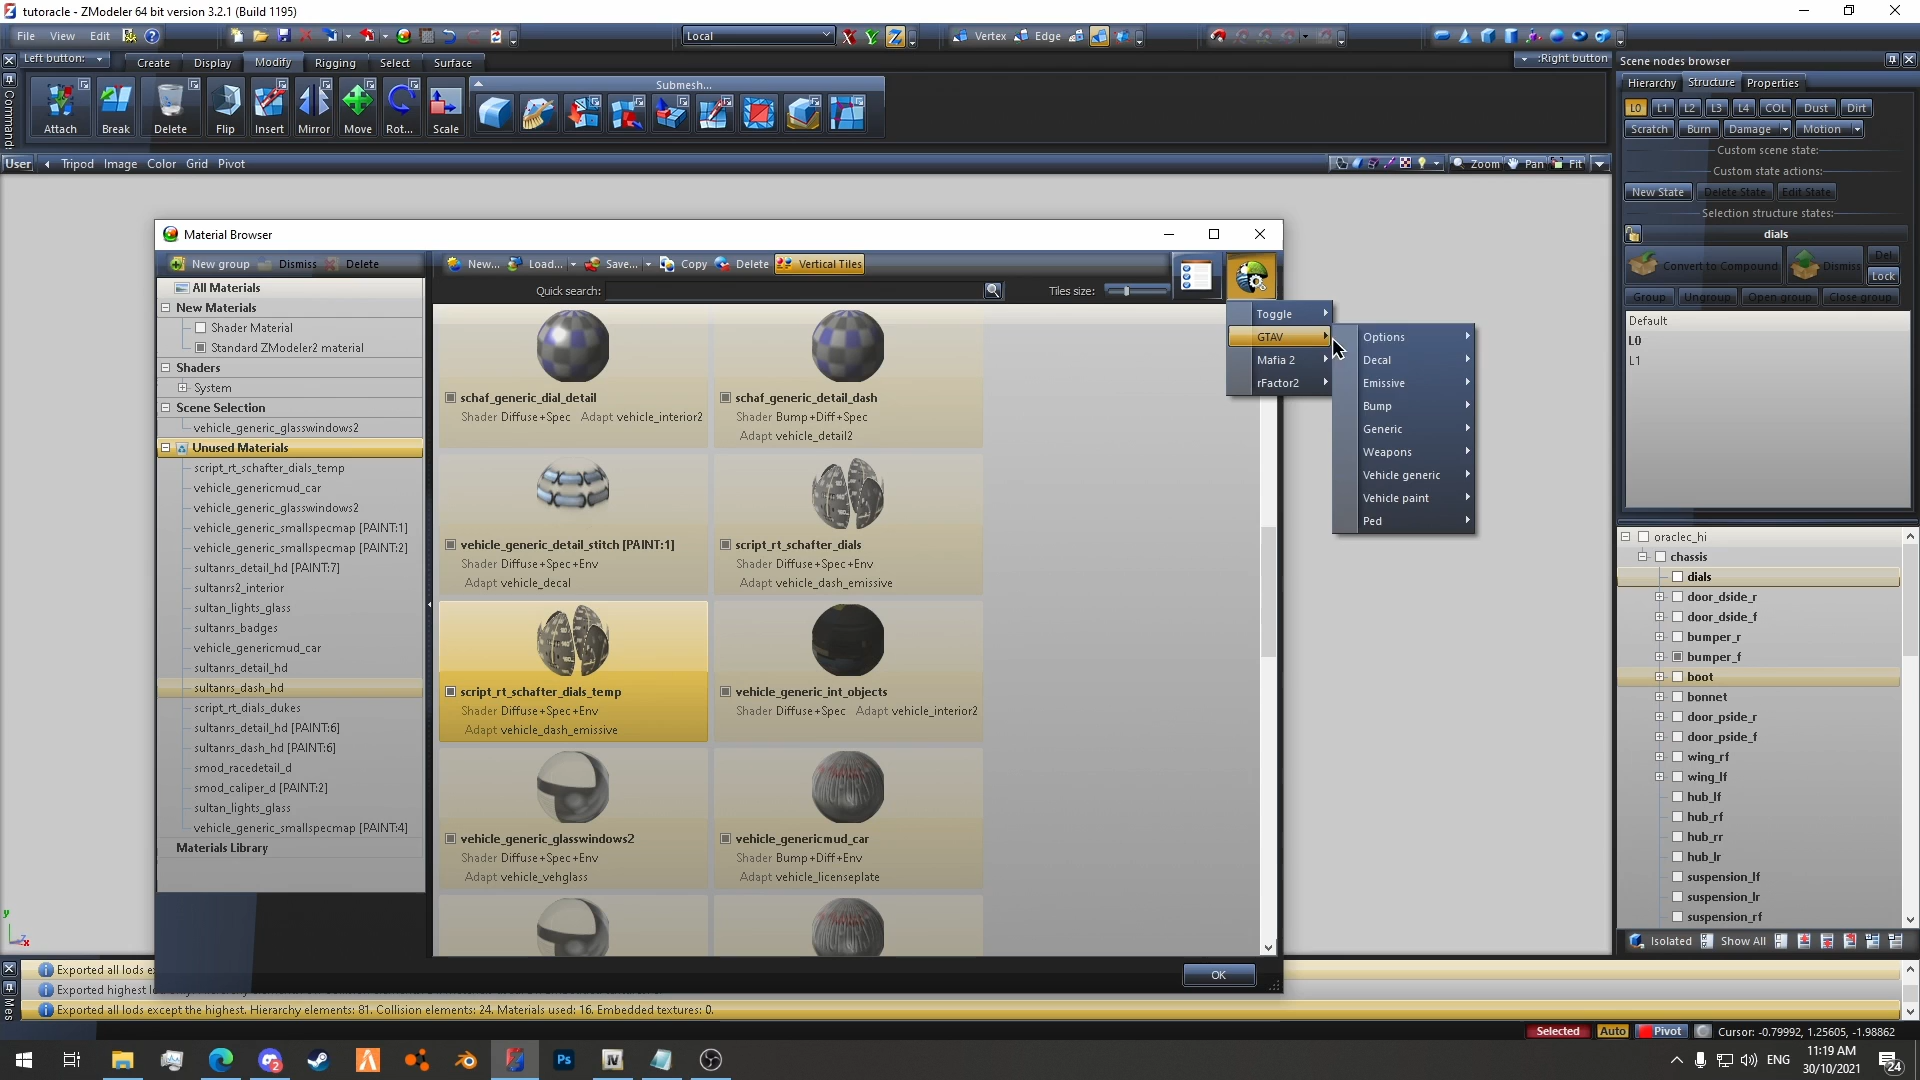 tutoracle - ZModeler 64 bit version 3.2.1 (Build 1195)
File View Edit
Local
Vertex Edge
Left button:
Create Display Modify Rigging Select Surface
:Right button
Scene nodes browser
Hierarchy Structure Properties
Commands
Submesh...
Attach Break Delete Flip Insert Mirror Move Rot... Scale
L0 L1 L2 L3 L4 COL Dust Dirt
Scratch Burn Damage Motion
Custom scene state:
User Tripod Image Color Grid Pivot
Zoom Pan Fit
Custom state actions:
New State Delete State Edit State
Selection structure states:
dials
Convert to Compound Dismiss Del
Lock
Group Ungroup Open group Close group
Default
L0
L1
Material Browser
New group Dismiss Delete
New... Load... Save... Copy Delete Vertical Tiles
Quick search:
Tiles size:
All Materials
New Materials
Shader Material
Standard ZModeler2 material
Shaders
System
Scene Selection
vehicle_generic_glasswindows2
Unused Materials
script_rt_schafter_dials_temp
vehicle_genericmud_car
vehicle_generic_glasswindows2
vehicle_generic_smallspecmap [PAINT:1]
vehicle_generic_smallspecmap [PAINT:2]
sultanrs_detail_hd [PAINT:7]
sultanrs2_interior
sultan_lights_glass
sultanrs_badges
vehicle_genericmud_car
sultanrs_detail_hd
sultanrs_dash_hd
script_rt_dials_dukes
sultanrs_detail_hd [PAINT:6]
sultanrs_dash_hd [PAINT:6]
smod_racedetail_d
smod_caliper_d [PAINT:2]
sultan_lights_glass
vehicle_generic_smallspecmap [PAINT:4]
Materials Library
schaf_generic_dial_detail
Shader Diffuse+Spec Adapt vehicle_interior2
schaf_generic_detail_dash
Shader Bump+Diff+Spec
Adapt vehicle_detail2
vehicle_generic_detail_stitch [PAINT:1]
Shader Diffuse+Spec+Env
Adapt vehicle_decal
script_rt_schafter_dials
Shader Diffuse+Spec+Env
Adapt vehicle_dash_emissive
script_rt_schafter_dials_temp
Shader Diffuse+Spec+Env
Adapt vehicle_dash_emissive
vehicle_generic_int_objects
Shader Diffuse+Spec Adapt vehicle_interior2
vehicle_generic_glasswindows2
Shader Diffuse+Spec+Env
Adapt vehicle_vehglass
vehicle_genericmud_car
Shader Bump+Diff+Env
Adapt vehicle_licenseplate
OK
Toggle
GTAV
Mafia 2
rFactor2
Options
Decal
Emissive
Bump
Generic
Weapons
Vehicle generic
Vehicle paint
Ped
oraclec_hi
chassis
dials
door_dside_r
door_dside_f
bumper_r
bumper_f
boot
bonnet
door_pside_r
door_pside_f
wing_rf
wing_lf
hub_lf
hub_rf
hub_rr
hub_lr
suspension_lf
suspension_lr
suspension_rf
Isolated Show All
y
z
x
Mes
Exported all lods ex
Exported highest l
Exported all lods except the highest. Hierarchy elements: 81. Collision elements: 24. Materials used: 16. Embedded textures: 0.
Selected Auto Pivot Cursor: -0.79992, 1.25605, -1.98862
Ps
IV
ENG
11:19 AM
30/10/2021
24